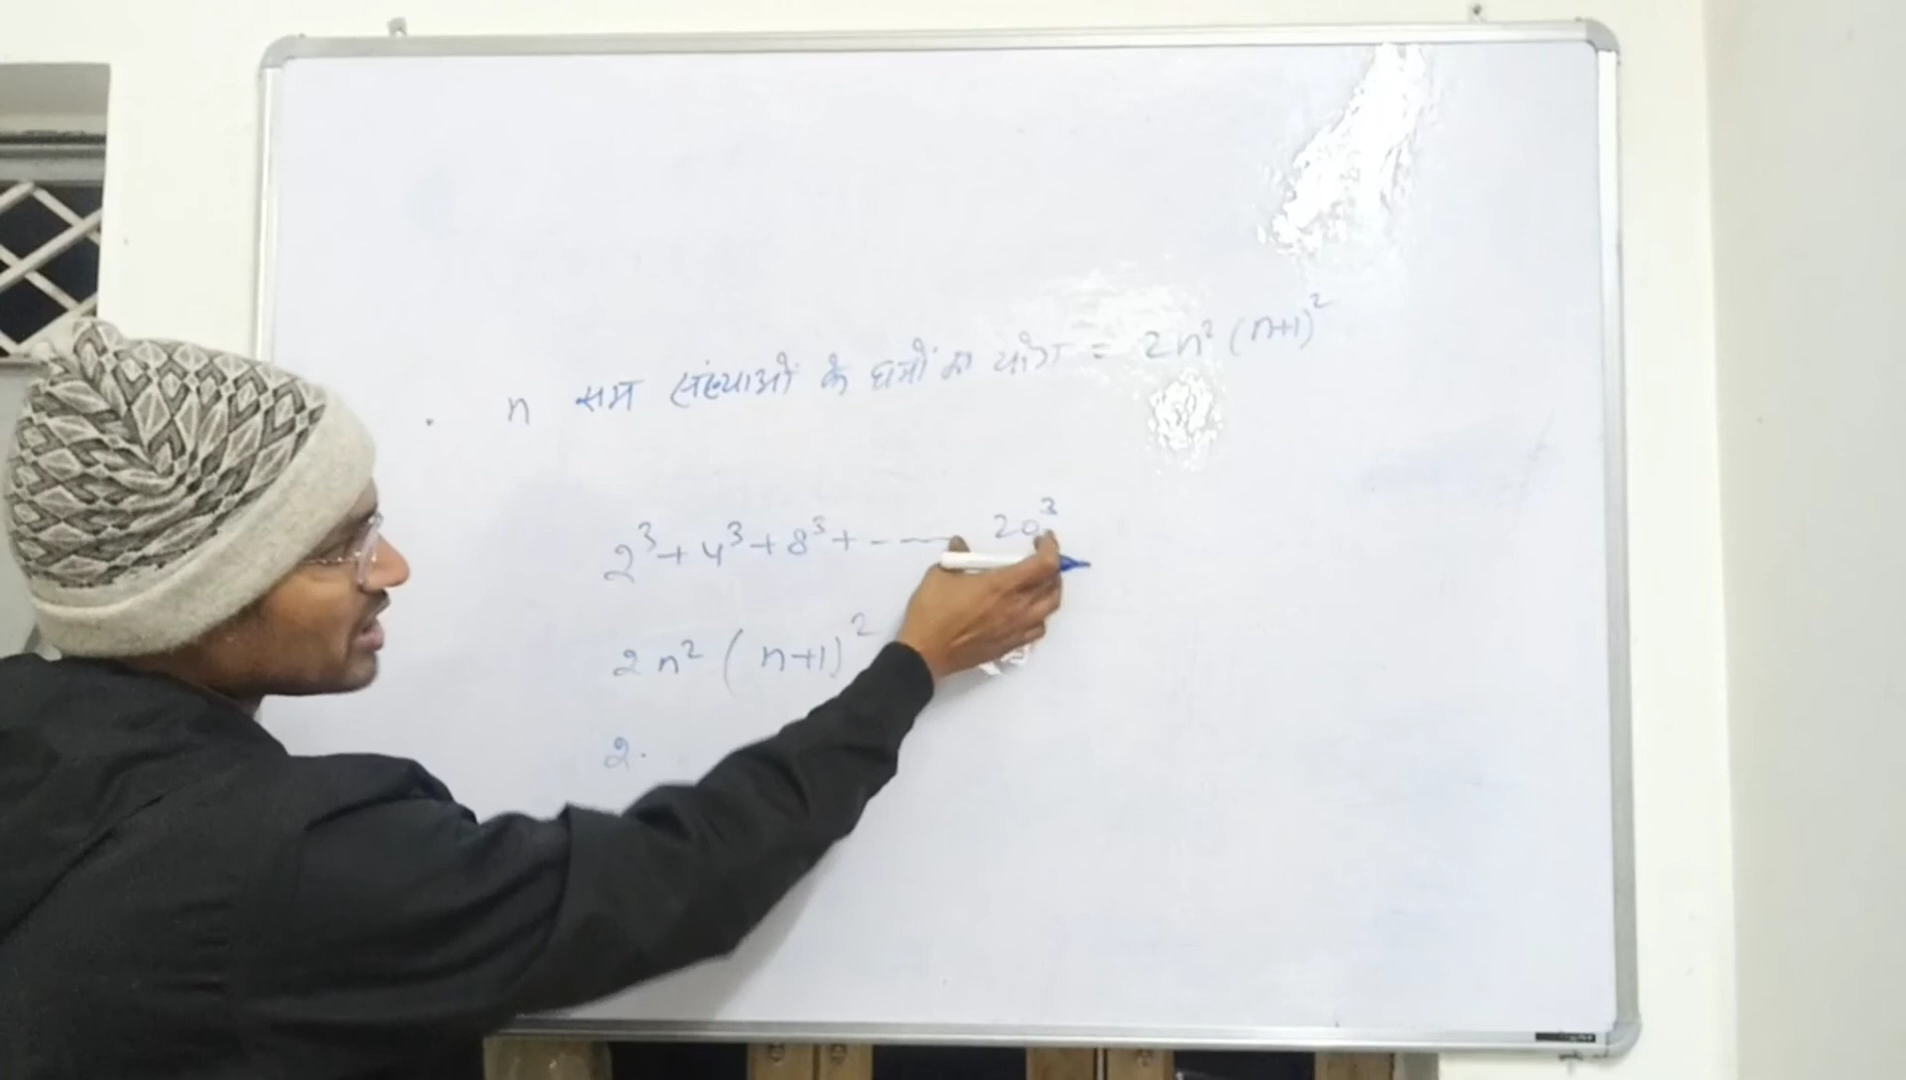 n सम संख्याओं के घनों का योग = 2n² (n+1)²
2³+4³+8³+ ---- 20³
2n² (n+1)²
2.